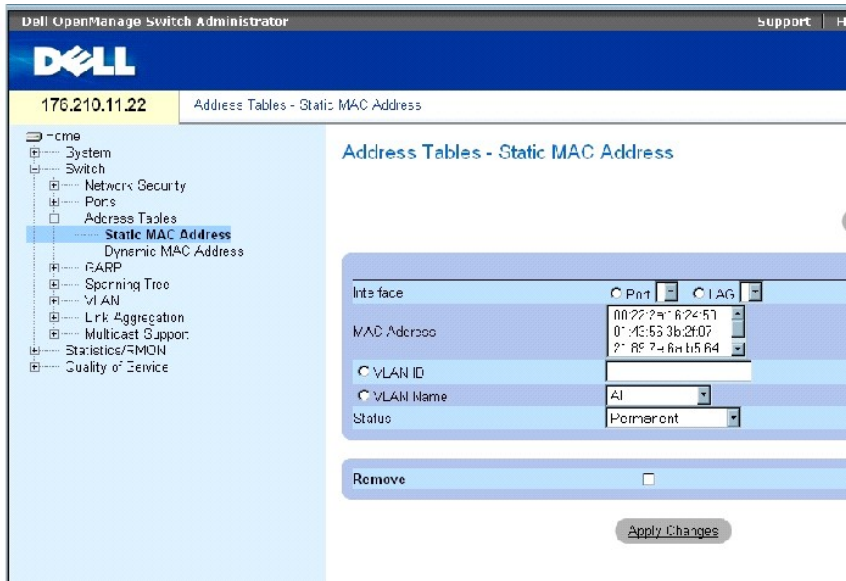 Dell OpenManage Switch Administrator
Support
DELL
176.210.11.22
Address Tables - Static MAC Address
Home
System
Switch
Network Security
Ports
Address Tables
Static MAC Address
Dynamic MAC Address
GARP
Spanning Tree
VLAN
Link Aggregation
Multicast Support
Statistics/RMON
Quality of Service
Address Tables - Static MAC Address
Interface
Port
LAG
MAC Address
VLAN ID
VLAN Name
All
Status
Permanent
Remove
Apply Changes